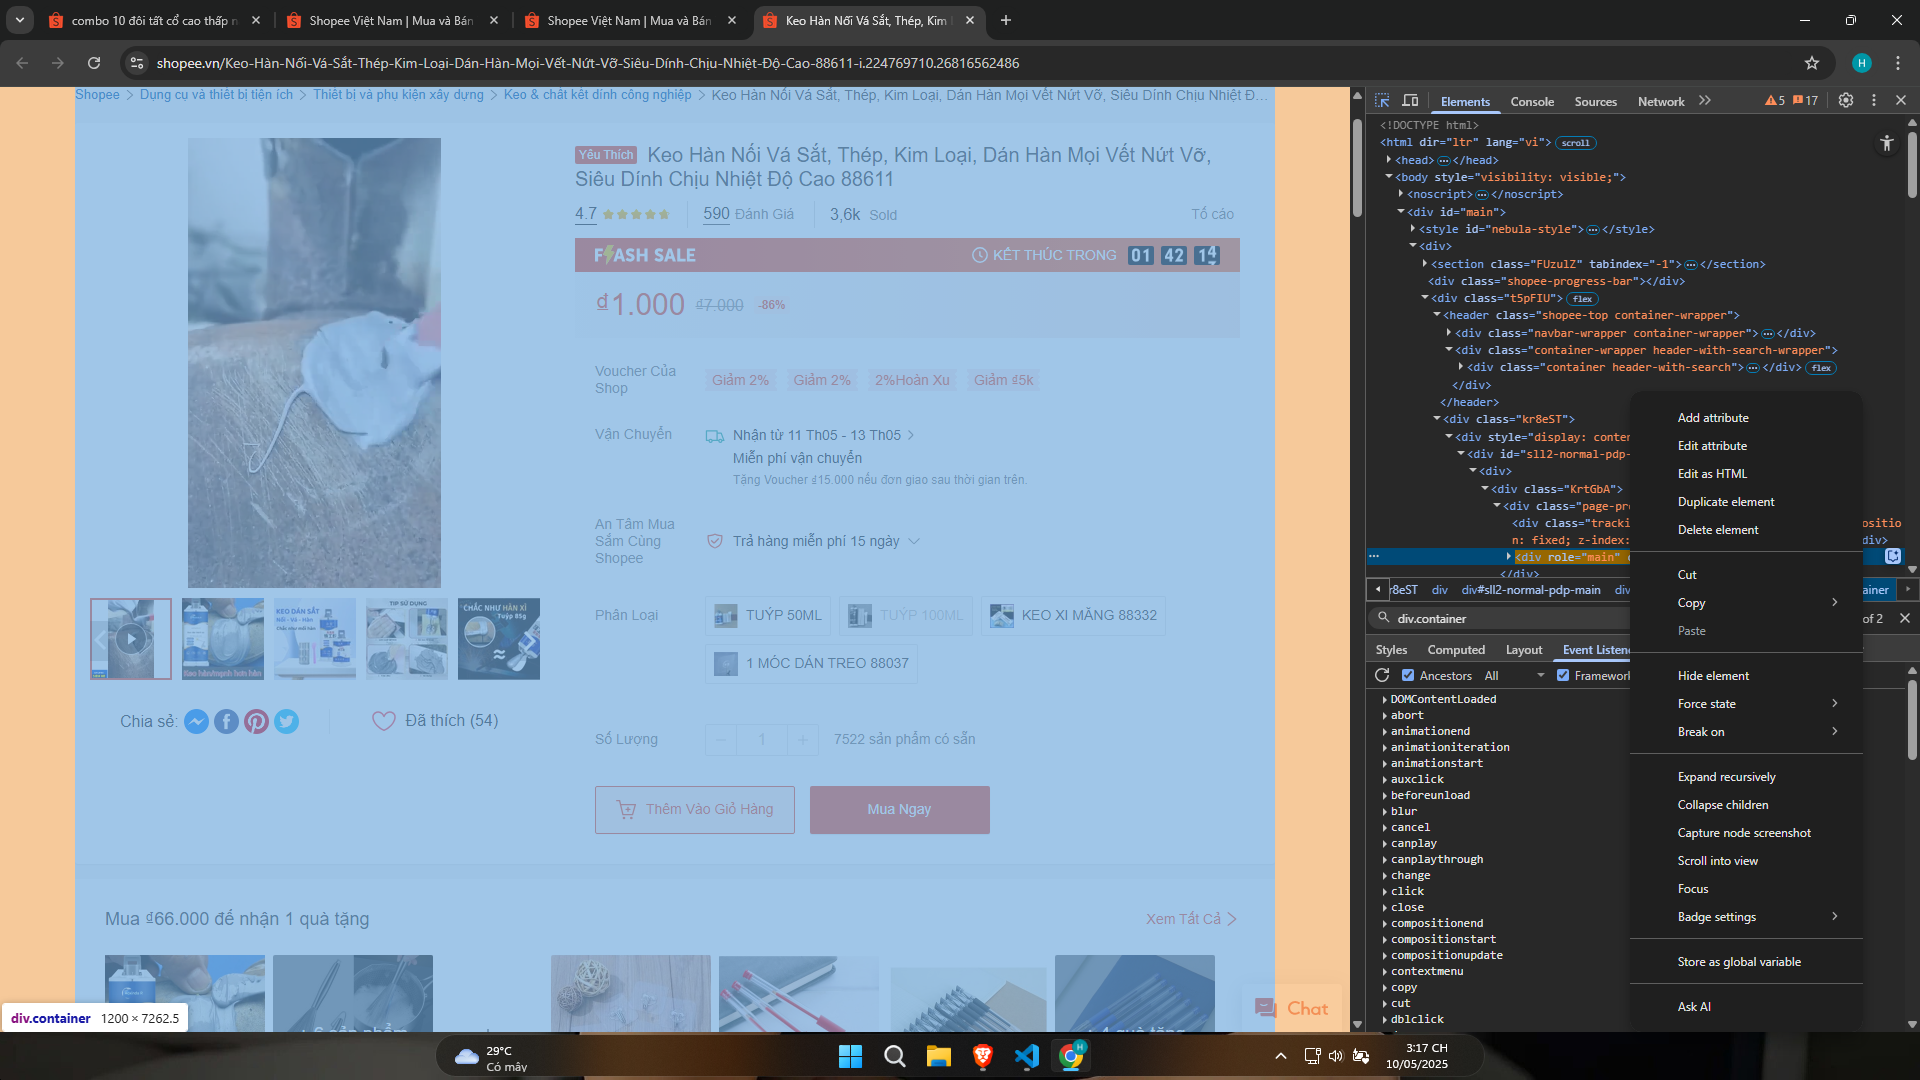 combo 10 đôi tất cổ cao thấp n
Shopee Việt Nam | Mua và Bán
Shopee Việt Nam | Mua và Bán
Keo Hàn Nối Vá Sắt, Thép, Kim
shopee.vn/Keo-Hàn-Nối-Vá-Sắt-Thép-Kim-Loại-Dán-Hàn-Mọi-Vết-Nứt-Vỡ-Siêu-Dính-Chịu-Nhiệt-Độ-Cao-88611-i.224769710.26816562486
H
Shopee > Dụng cụ và thiết bị tiện ích > Thiết bị và phụ kiện xây dựng > Keo & chất kết dính công nghiệp > Keo Hàn Nối Vá Sắt, Thép, Kim Loại, Dán Hàn Mọi Vết Nứt Vỡ, Siêu Dính Chịu Nhiệt Đ...
Yêu Thích Keo Hàn Nối Vá Sắt, Thép, Kim Loại, Dán Hàn Mọi Vết Nứt Vỡ,
Siêu Dính Chịu Nhiệt Độ Cao 88611
4.7
590 Đánh Giá
3,6k Sold
Tố cáo
FLASH SALE
KẾT THÚC TRONG 01 42 14
₫1.000 ₫7.000 -86%
Voucher Của
Shop
Giảm 2% Giảm 2% 2%Hoàn Xu Giảm ₫5k
Vận Chuyển
Nhận từ 11 Th05 - 13 Th05 >
Miễn phí vận chuyển
Tặng Voucher ₫15.000 nếu đơn giao sau thời gian trên.
An Tâm Mua
Sắm Cùng
Shopee
Trả hàng miễn phí 15 ngày
Phân Loại
TUÝP 50ML
TUÝP 100ML
KEO XI MĂNG 88332
1 MÓC DÁN TREO 88037
KEO DÁN SẮT
TIP SỬ DỤNG
CHẮC NHƯ HÀN XÌ
Tuýp 85g
Chia sẻ:
Đã thích (54)
Số Lượng
1
7522 sản phẩm có sẵn
Thêm Vào Giỏ Hàng
Mua Ngay
Mua ₫66.000 để nhận 1 quà tặng
Xem Tất Cả >
Chat
div.container 1200 × 7262.5
Elements Console Sources Network
5 17
<!DOCTYPE html>
<html dir="ltr" lang="vi"> scroll
<head> </head>
<body style="visibility: visible;">
<noscript> </noscript>
<div id="main">
<style id="nebula-style"> </style>
<div>
<section class="FUzulZ" tabindex="-1"> </section>
<div class="shopee-progress-bar"></div>
<div class="t5pFIU"> flex
<header class="shopee-top container-wrapper">
<div class="navbar-wrapper container-wrapper"> </div>
<div class="container-wrapper header-with-search-wrapper">
<div class="container header-with-search"> </div> flex
</div>
</header>
<div class="kr8eST">
<div style="display: conten
<div id="sll2-normal-pdp-
<div>
<div class="KrtGbA">
<div class="page-pro
<div class="tracki
ositio
n: fixed; z-index:
div>
<div role="main"
</div>
r8eST div div#sll2-normal-pdp-main div
ainer
div.container
of 2
Styles Computed Layout Event Listen
Ancestors All Framework
DOMContentLoaded
abort
animationend
animationiteration
animationstart
auxclick
beforeunload
blur
cancel
canplay
canplaythrough
change
click
close
compositionend
compositionstart
compositionupdate
contextmenu
copy
cut
dblclick
Add attribute
Edit attribute
Edit as HTML
Duplicate element
Delete element
Cut
Copy
Paste
Hide element
Force state
Break on
Expand recursively
Collapse children
Capture node screenshot
Scroll into view
Focus
Badge settings
Store as global variable
Ask AI
29°C
Có mây
H
3:17 CH
10/05/2025